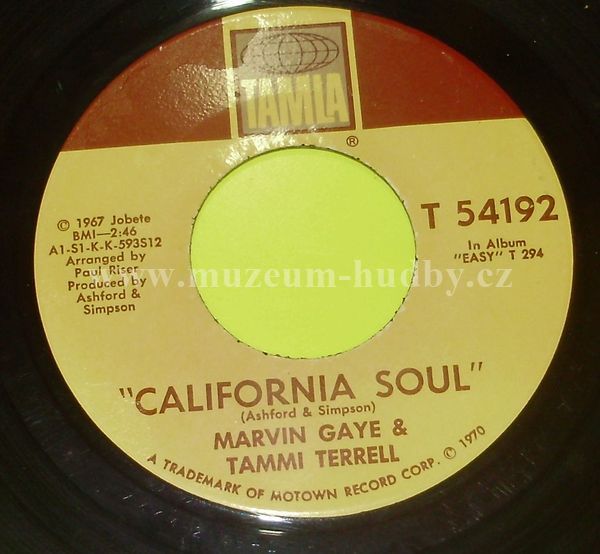 TAMLA
®
© 1967 Jobete
BMI—2:46
A1-S1-K-K-593S12
Arranged by
Paul Riser
Produced by
Ashford &
Simpson
T 54192
In Album
"EASY" T 294
www.muzeum-hudby.cz
"CALIFORNIA SOUL"
(Ashford & Simpson)
MARVIN GAYE &
TAMMI TERRELL
A TRADEMARK OF MOTOWN RECORD CORP. © 1970